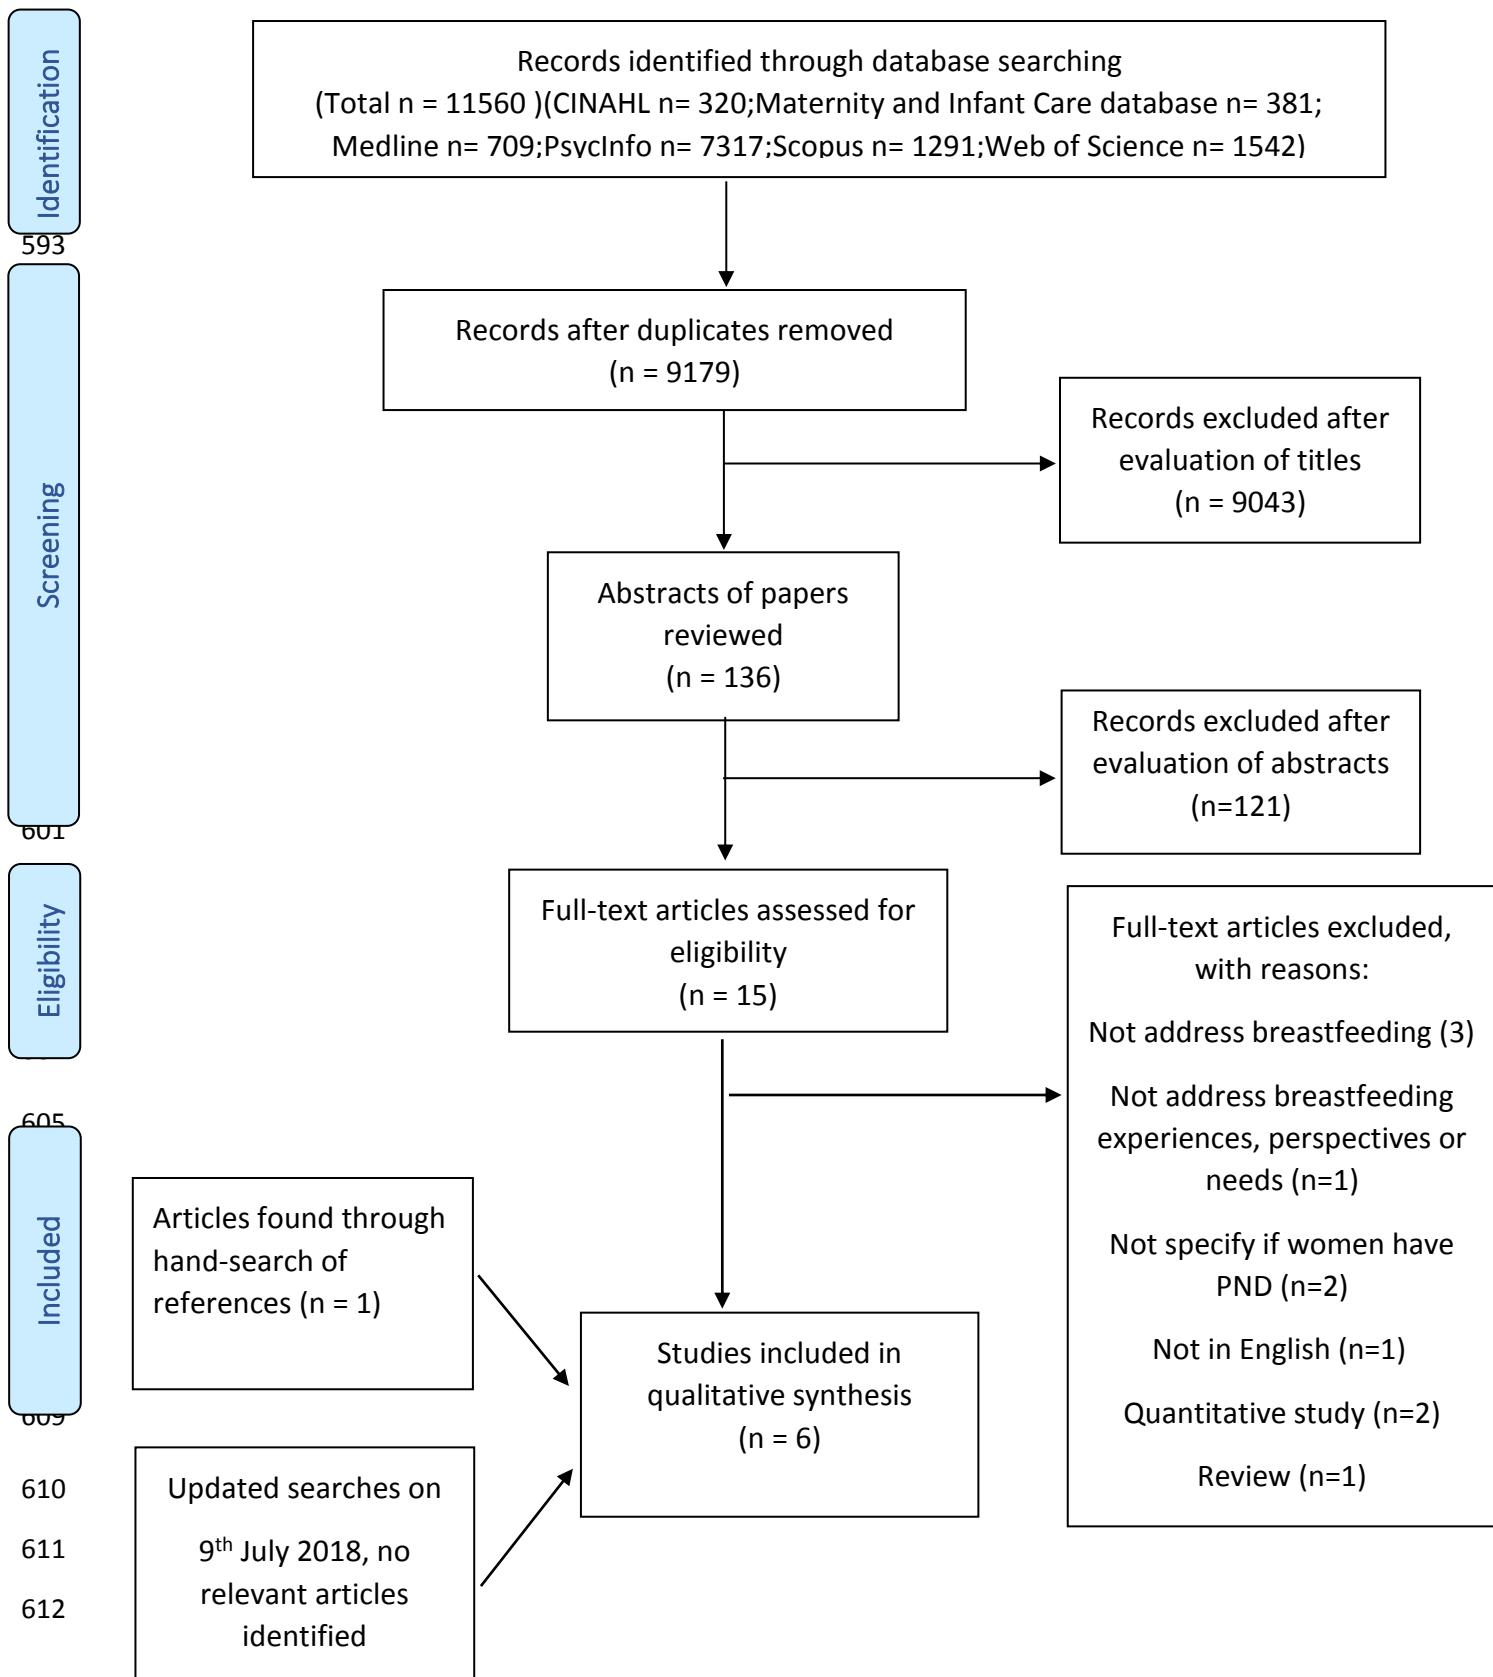 Identification
Records identified through database searching
(Total n = 11560 )(CINAHL n= 320;Maternity and Infant Care database n= 381;
Medline n= 709;PsycInfo n= 7317;Scopus n= 1291;Web of Science n= 1542)
593
Screening
Records after duplicates removed
(n = 9179)
Records excluded after
evaluation of titles
(n = 9043)
Abstracts of papers
reviewed
(n = 136)
Records excluded after
evaluation of abstracts
(n=121)
601
Eligibility
Full-text articles assessed for
eligibility
(n = 15)
Full-text articles excluded,
with reasons:
Not address breastfeeding (3)
Not address breastfeeding
experiences, perspectives or
needs (n=1)
Not specify if women have
PND (n=2)
Not in English (n=1)
Quantitative study (n=2)
Review (n=1)
605
Included
Articles found through
hand-search of
references (n = 1)
Studies included in
qualitative synthesis
(n = 6)
609
610
611
612
Updated searches on
9th July 2018, no
relevant articles
identified